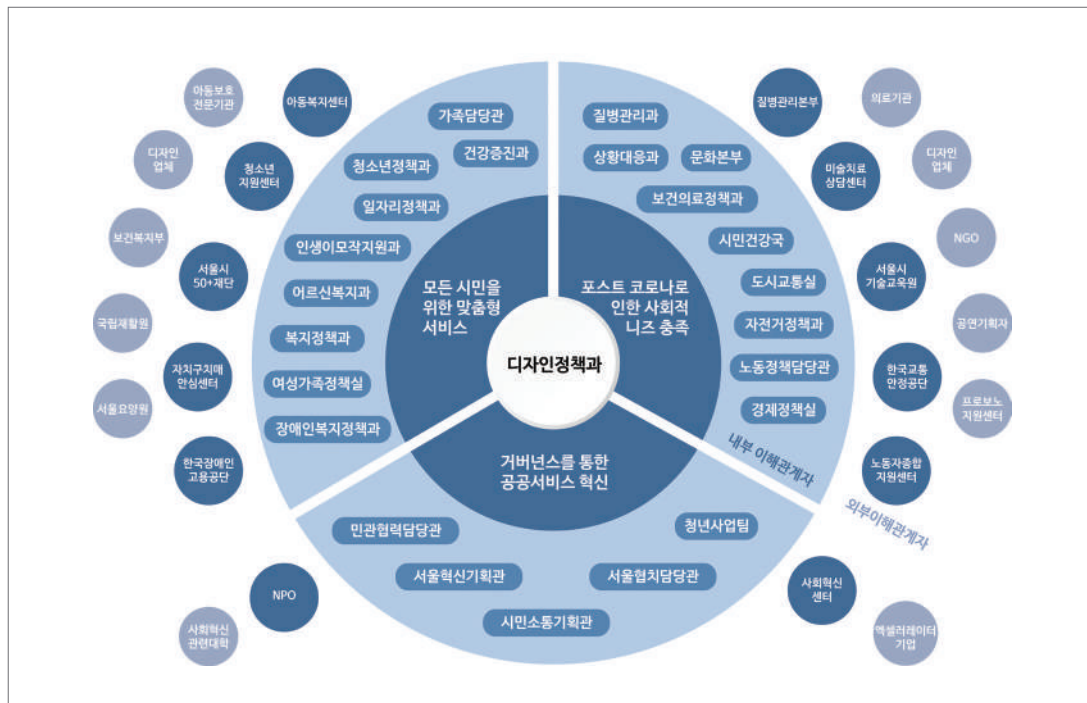 아동보호
전문기관
아동복지센터
디자인
업체
청소년
지원센터
보건복지부
서울시
50+재단
국립재활원
자치구치매
안심센터
서울요양원
한국장애인
고용공단
NPO
사회혁신
관련대학
가족담당관
건강증진과
청소년정책과
일자리정책과
인생이모작지원과
어르신복지과
복지정책과
여성가족정책실
장애인복지정책과
모든 시민을
위한 맞춤형
서비스
포스트 코로나로
인한 사회적
니즈 충족
디자인정책과
거버넌스를 통한
공공서비스 혁신
질병관리과
상황대응과
문화본부
보건의료정책과
시민건강국
도시교통실
자전거정책과
노동정책담당관
경제정책실
내부 이해관계자
민관협력담당관
청년사업팀
서울혁신기획관
서울협치담당관
시민소통기획관
질병관리본부
의료기관
미술치료
상담센터
디자인
업체
NGO
서울시
기술교육원
공연기획자
한국교통
안정공단
프로보노
지원센터
노동자종합
지원센터
외부이해관계자
사회혁신
센터
엑셀러레이터
기업